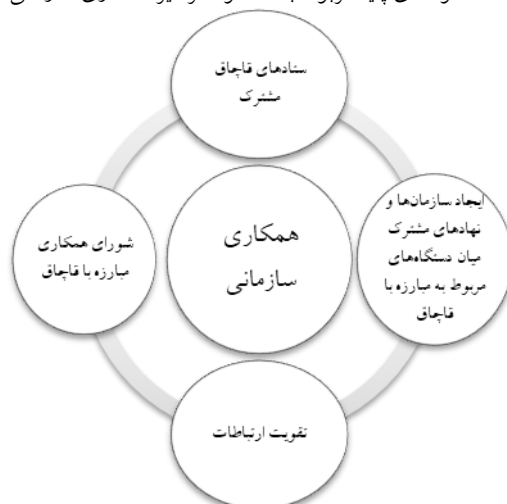 ستادهای قاچاق
مشترک
ایجاد سازمان‌ها و
نهادهای مشترک
میان دستگاه‌های
مربوط به مبارزه با
قاچاق
همکاری
سازمانی
شورای همکاری
مبارزه با قاچاق
تقویت ارتباطات